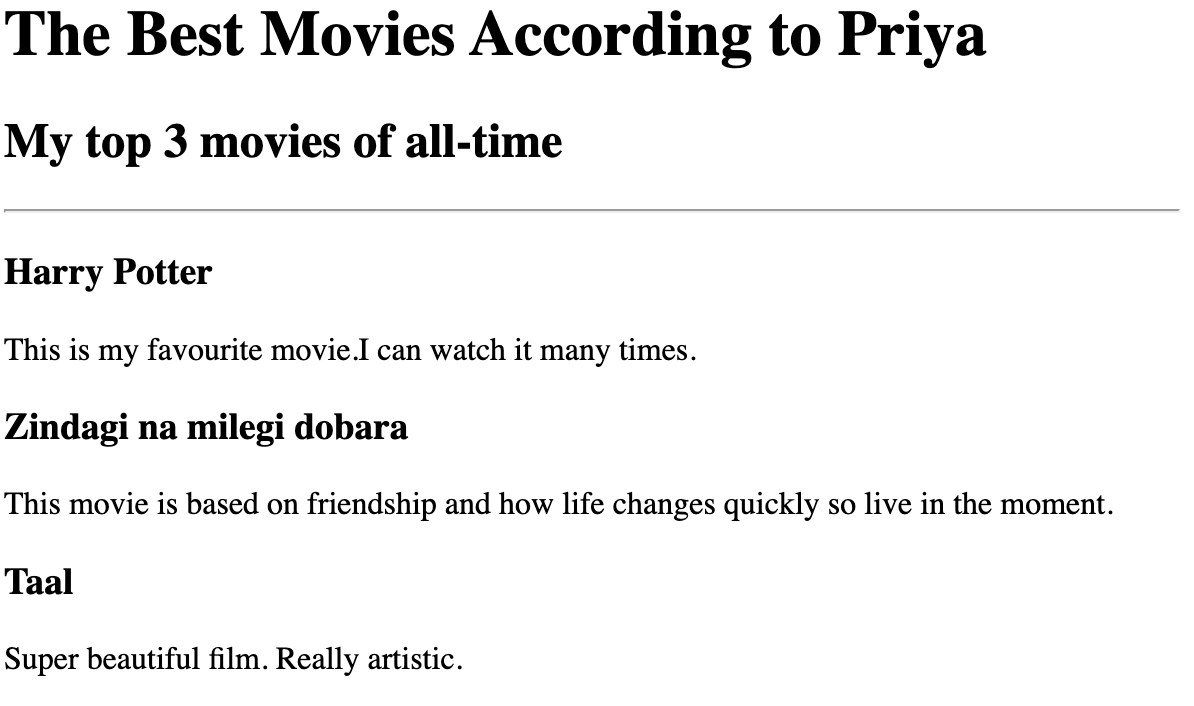 The Best Movies According to Priya
My top 3 movies of all-time
Harry Potter
This is my favourite movie.I can watch it many times.
Zindagi na milegi dobara
This movie is based on friendship and how life changes quickly so live in the moment.
Taal
Super beautiful film. Really artistic.